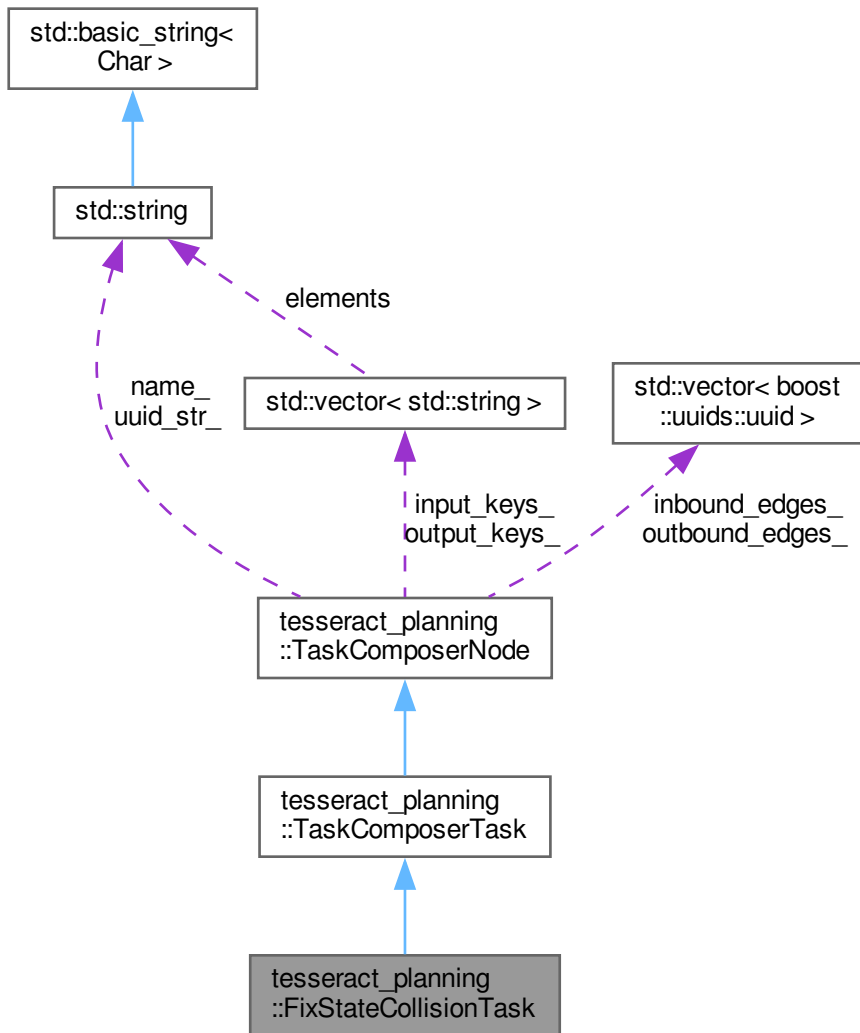 std::basic_string<
Char >
std::string
elements
name_
uuid_str_
std::vector< std::string >
std::vector< boost
::uuids::uuid >
input_keys_
output_keys_
inbound_edges_
outbound_edges_
tesseract_planning
::TaskComposerNode
tesseract_planning
::TaskComposerTask
tesseract_planning
::FixStateCollisionTask